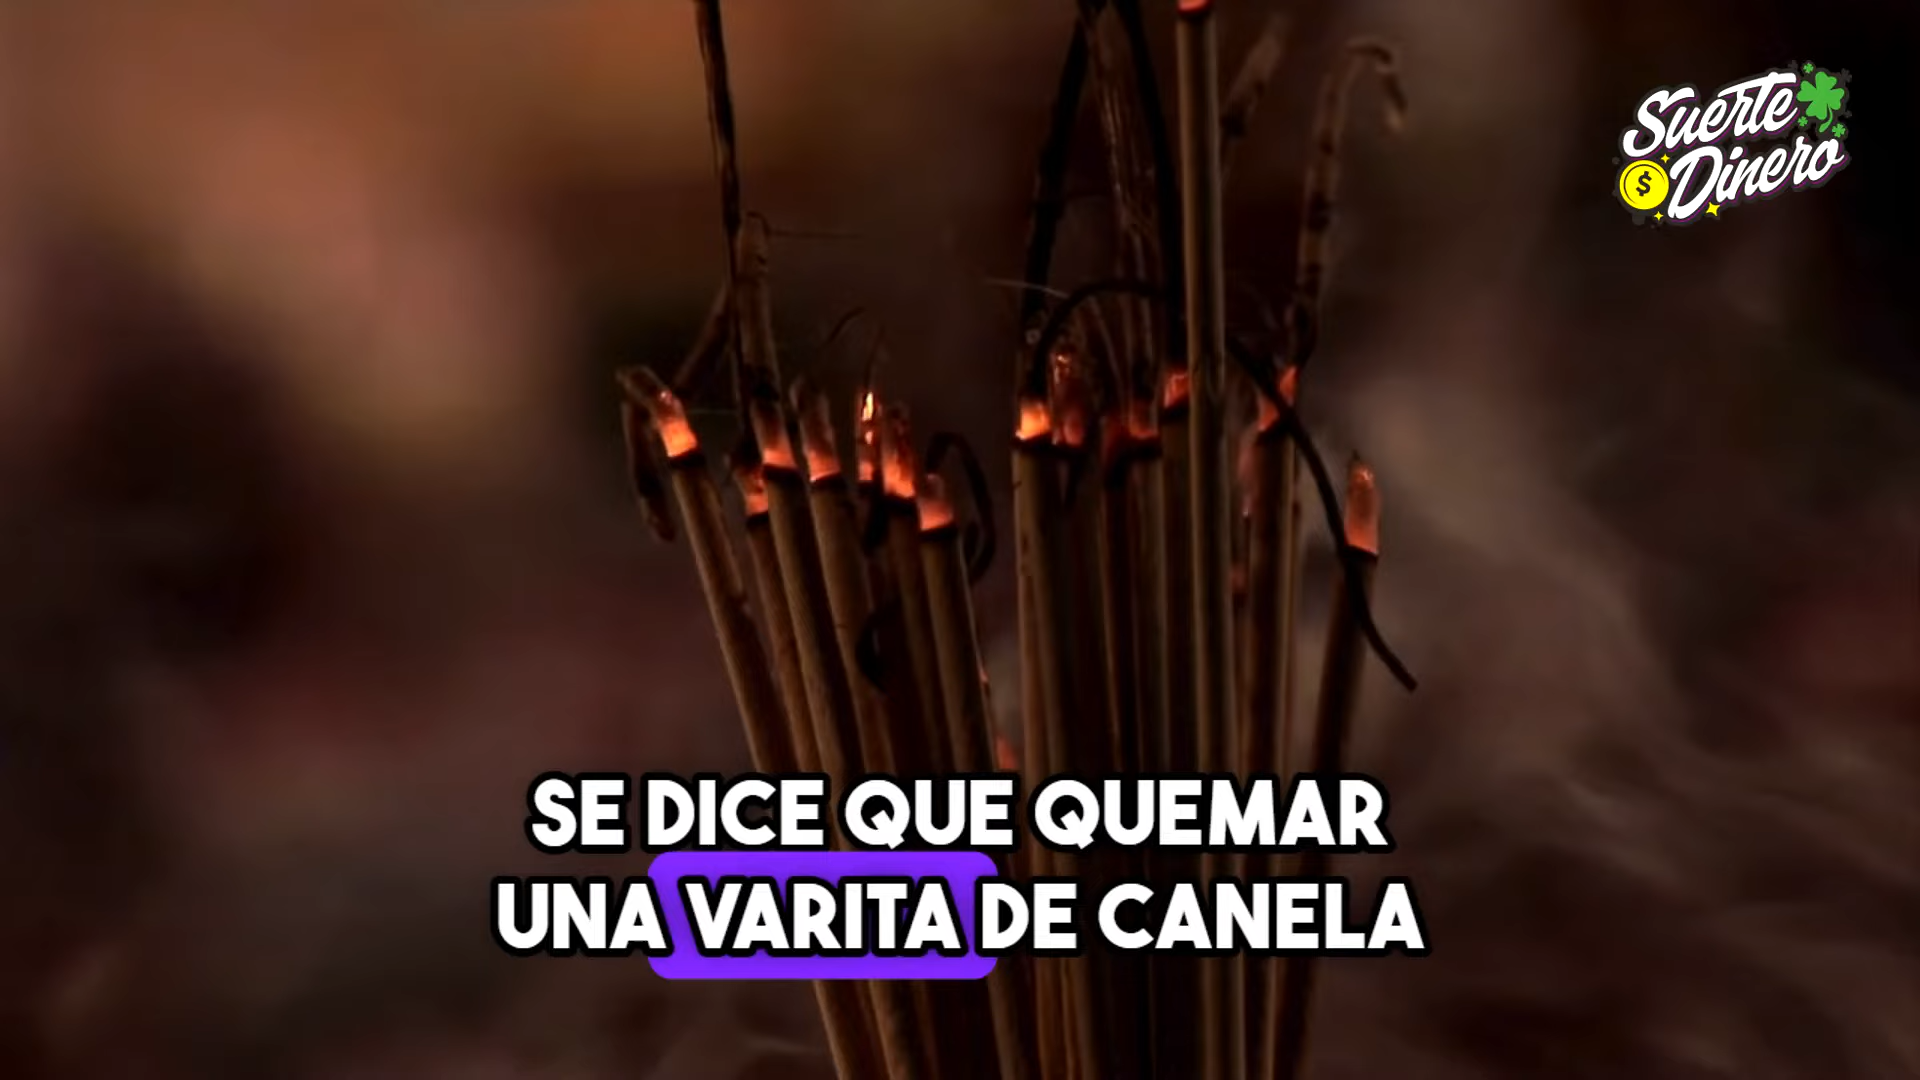 Suerte
Dinero
$
SE DICE QUE QUEMAR
UNA VARITA DE CANELA